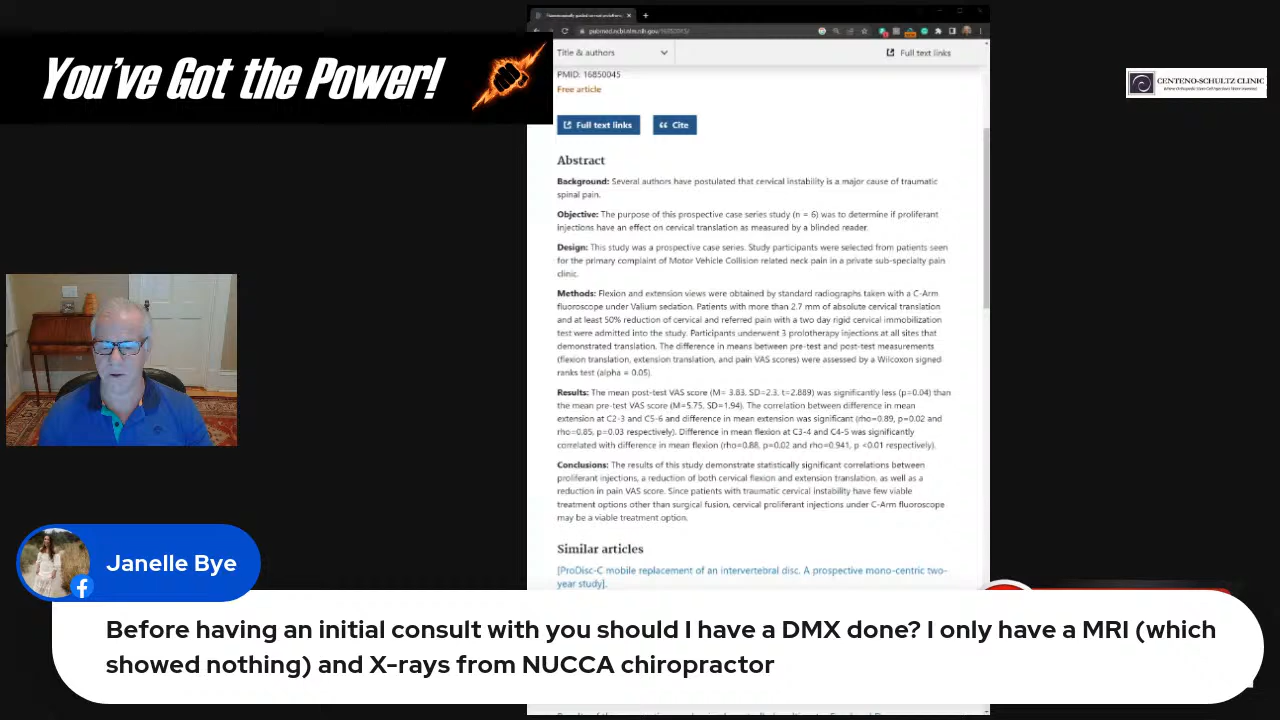 You've Got the Power!
pubmed.ncbi.nlm.nih.gov/16850045/
Title & authors
Full text links
CENTENO-SCHULTZ CLINIC
PMID: 16850045
Free article
Full text links
Cite
Abstract
Background: Several authors have postulated that cervical instability is a major cause of traumatic
spinal pain.
Objective: The purpose of this prospective case series study (n = 6) was to determine if proliferant
injections have an effect on cervical translation as measured by a blinded reader.
Design: This study was a prospective case series. Study participants were selected from patients seen
for the primary complaint of Motor Vehicle Collision related neck pain in a private sub-specialty pain
clinic.
Methods: Flexion and extension views were obtained by standard radiographs taken with a C-Arm
fluoroscope under Valium sedation. Patients with more than 2.7 mm of absolute cervical translation
and at least 50% reduction of cervical and referred pain with a two day rigid cervical immobilization
test were admitted into the study. Participants underwent 3 prolotherapy injections at all sites that
demonstrated translation. The difference in means between pre-test and post-test measurements
(flexion translation, extension translation, and pain VAS scores) were assessed by a Wilcoxon signed
ranks test (alpha = 0.05).
Results: The mean post-test VAS score (M= 3.83, SD=2.3, t=2.889) was significantly less (p=0.04) than
the mean pre-test VAS score (M=5.75, SD=1.94). The correlation between difference in mean
extension at C2-3 and C5-6 and difference in mean extension was significant (rho=0.89, p=0.02 and
rho=0.85, p=0.03 respectively). Difference in mean flexion at C3-4 and C4-5 was significantly
correlated with difference in mean flexion (rho=0.88, p=0.02 and rho=0.941, p <0.01 respectively).
Conclusions: The results of this study demonstrate statistically significant correlations between
proliferant injections, a reduction of both cervical flexion and extension translation, as well as a
reduction in pain VAS score. Since patients with traumatic cervical instability have few viable
treatment options other than surgical fusion, cervical proliferant injections under C-Arm fluoroscope
may be a viable treatment option.
Similar articles
[ProDisc-C mobile replacement of an intervertebral disc. A prospective mono-centric two-
year study].
Janelle Bye
Before having an initial consult with you should I have a DMX done? I only have a MRI (which
showed nothing) and X-rays from NUCCA chiropractor